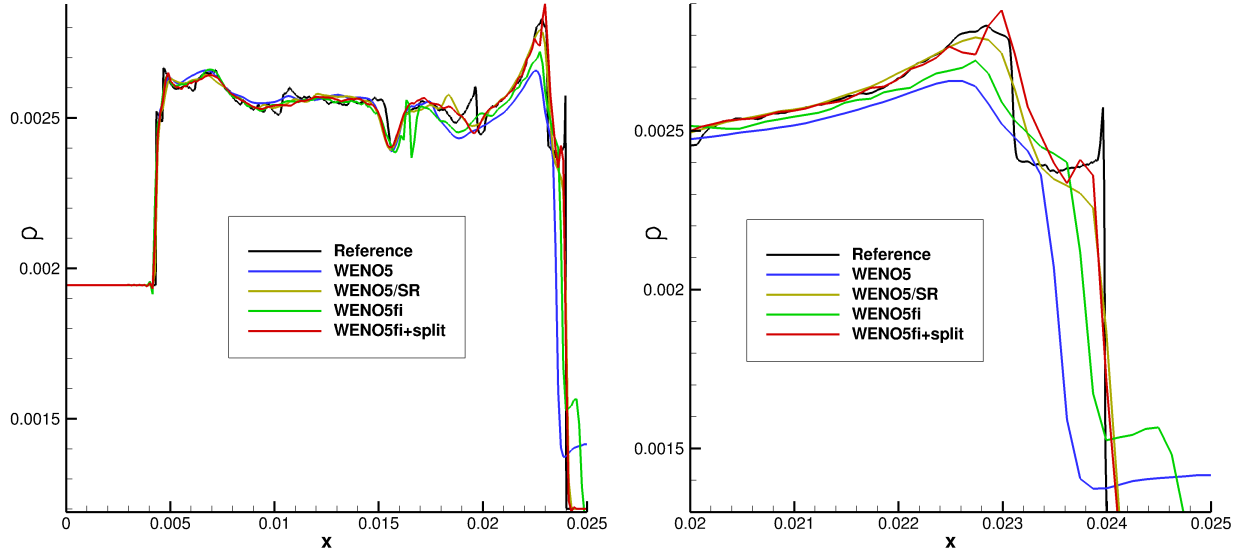 0.0025
0.002
0.0015
ρ
Reference
WENO5
WENO5/SR
WENO5fi
WENO5fi+split
0
0.005
0.01
0.015
0.02
0.025
x
0.0025
0.002
0.0015
ρ
Reference
WENO5
WENO5/SR
WENO5fi
WENO5fi+split
0.02
0.021
0.022
0.023
0.024
0.025
x